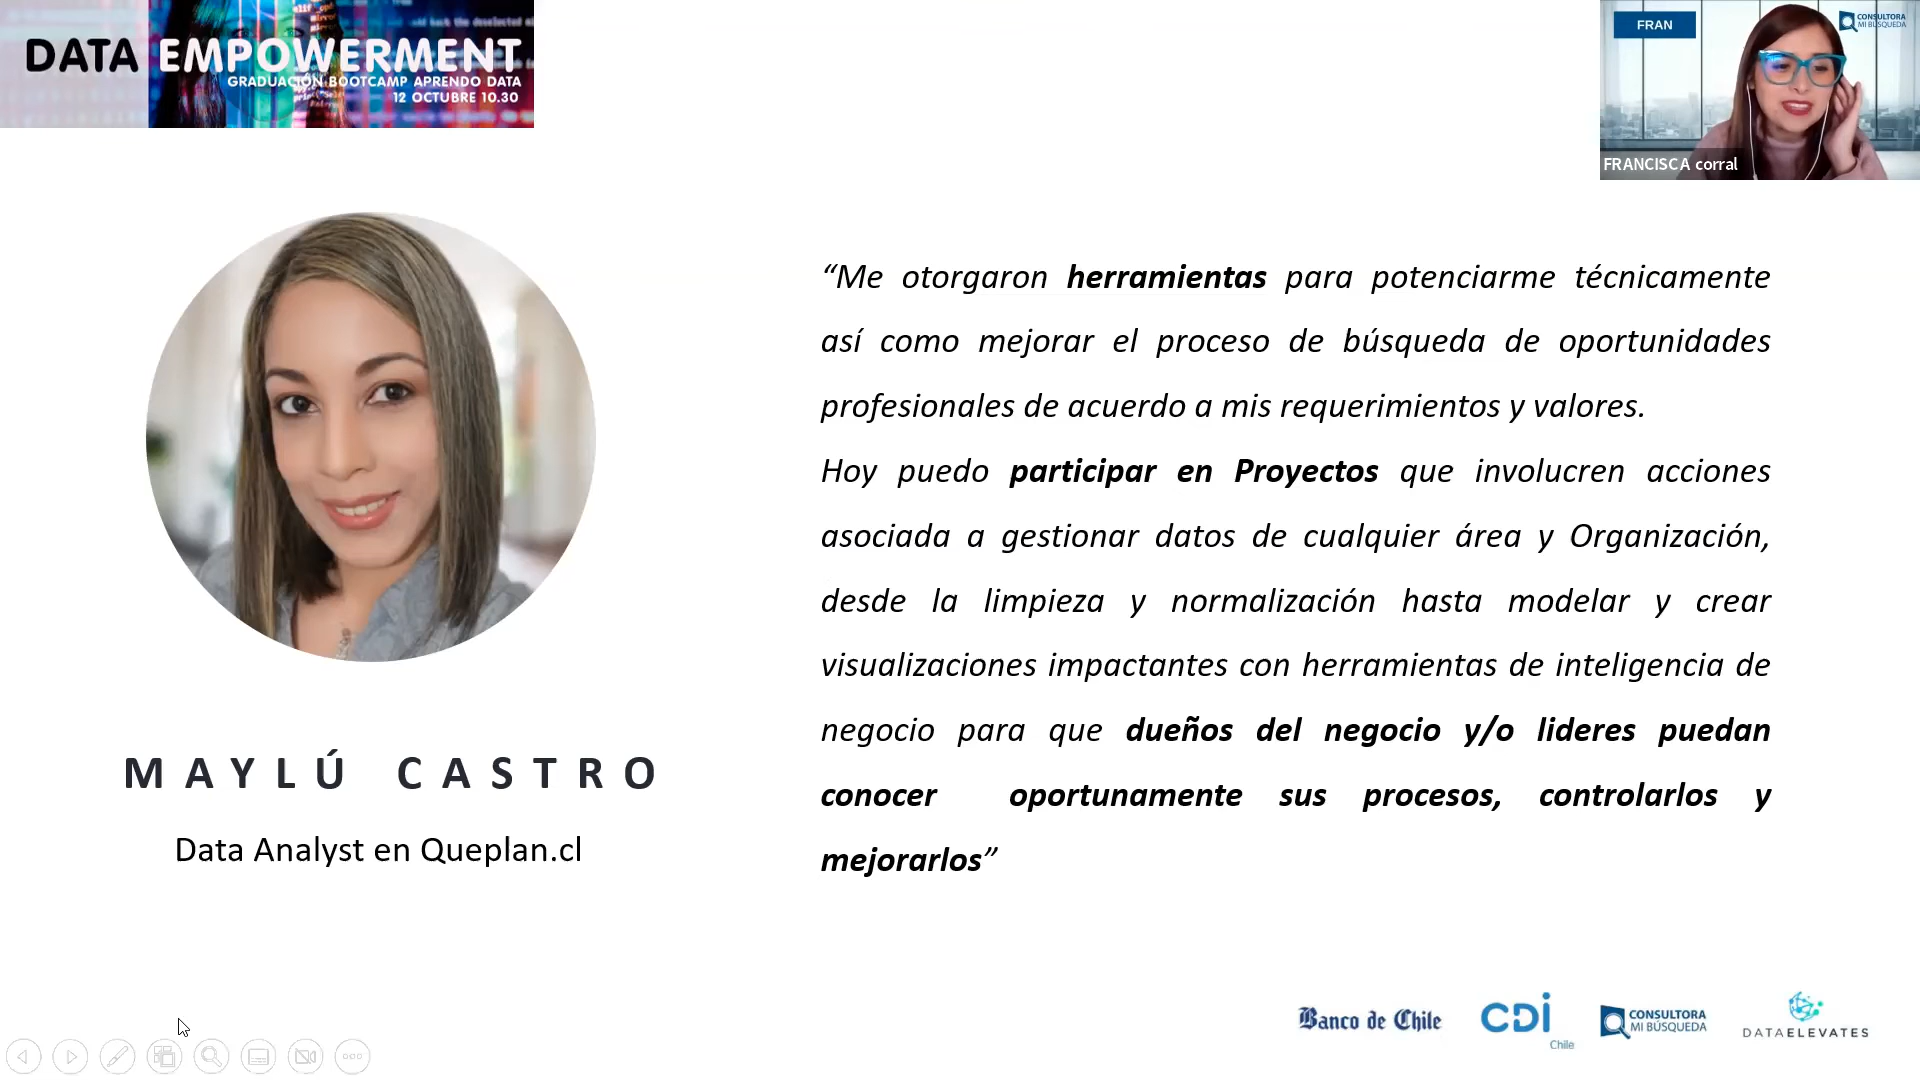 DATA EMPOWERMENT
GRADUACIÓN BOOTCAMP APRENDO DATA
12 OCTUBRE 10.30
FRAN
CONSULTORA
MI BÚSQUEDA
FRANCISCA corral
“Me otorgaron herramientas para potenciarme técnicamente
así como mejorar el proceso de búsqueda de oportunidades
profesionales de acuerdo a mis requerimientos y valores.
Hoy puedo participar en Proyectos que involucren acciones
asociada a gestionar datos de cualquier área y Organización,
desde la limpieza y normalización hasta modelar y crear
visualizaciones impactantes con herramientas de inteligencia de
negocio para que dueños del negocio y/o lideres puedan
conocer oportunamente sus procesos, controlarlos y
mejorarlos”
MAYLÚ CASTRO
Data Analyst en Queplan.cl
Banco de Chile
CDI
Chile
CONSULTORA
MI BÚSQUEDA
DATAELEVATES